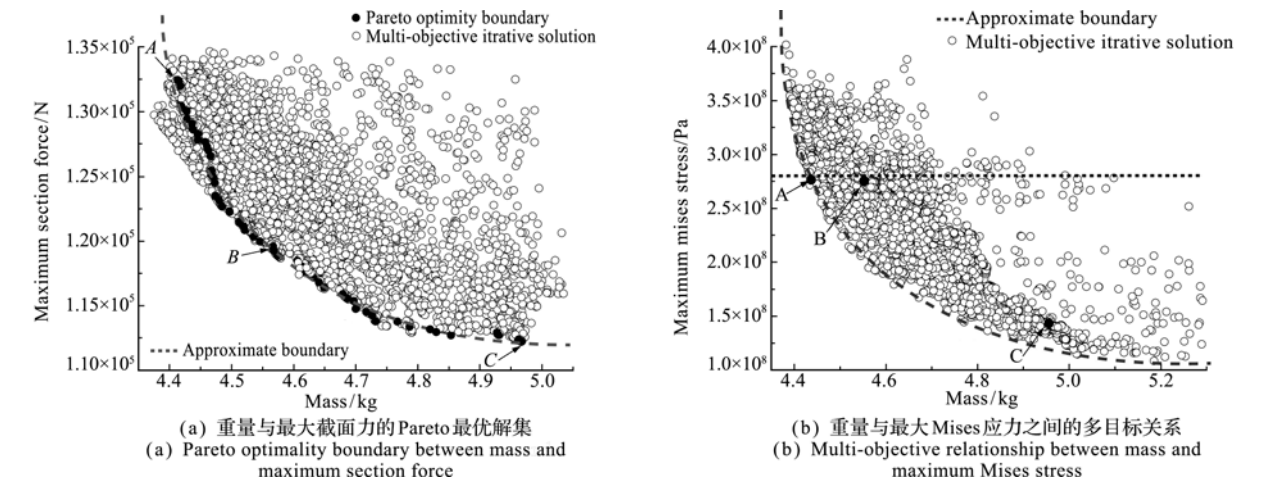 Pareto optimity boundary
Multi-objective itrative solution
A
1.35×10⁵
1.30×10⁵
1.25×10⁵
1.20×10⁵
1.15×10⁵
1.10×10⁵
Maximum section force/N
B
C
Approximate boundary
4.4 4.5 4.6 4.7 4.8 4.9 5.0
Mass/kg
(a) 重量与最大截面力的Pareto最优解集
(a) Pareto optimality boundary between mass and
maximum section force
Approximate boundary
Multi-objective itrative solution
4.0×10⁸
3.5×10⁸
3.0×10⁸
2.5×10⁸
2.0×10⁸
1.5×10⁸
1.0×10⁸
Maximum mises stress/Pa
A
B
C
4.4 4.6 4.8 5.0 5.2
Mass/kg
(b) 重量与最大Mises应力之间的多目标关系
(b) Multi-objective relationship between mass and
maximum Mises stress